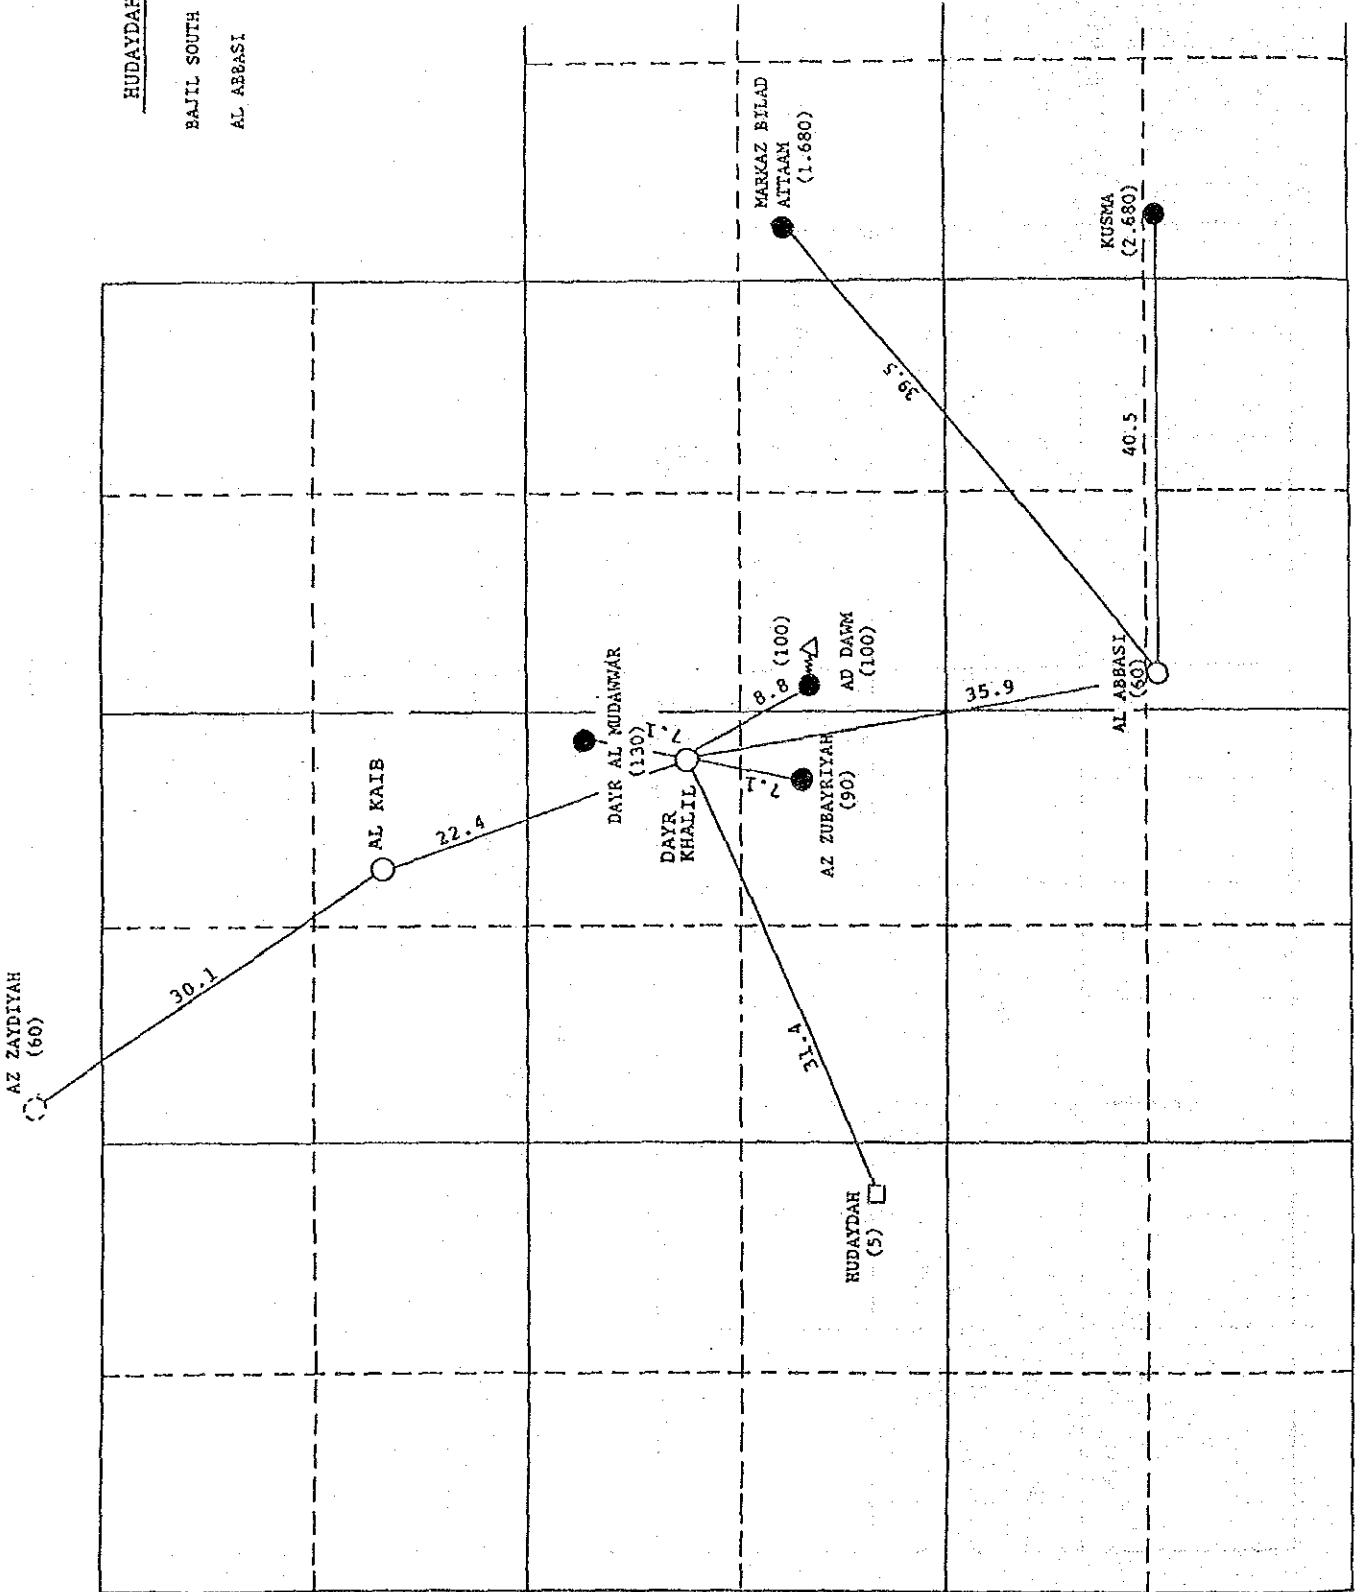 HUDAYDAH
BAJIL SOUTH
AL ABBASI
AZ ZAYDIYAH
(60)
30.1
AL KAIB
22.4
DAYR AL MUDAWWAR
(130)
7.1
DAYR
KHALIL
8.8
(100)
AD DAWM
(100)
7.1
AZ ZUBAYRIYAH
(90)
31.4
HUDAYDAH
(5)
35.9
AL ABBASI
(60)
39.5
MARKAZ BILAD
ATTAAM
(1.680)
40.5
KUSMA
(2.680)